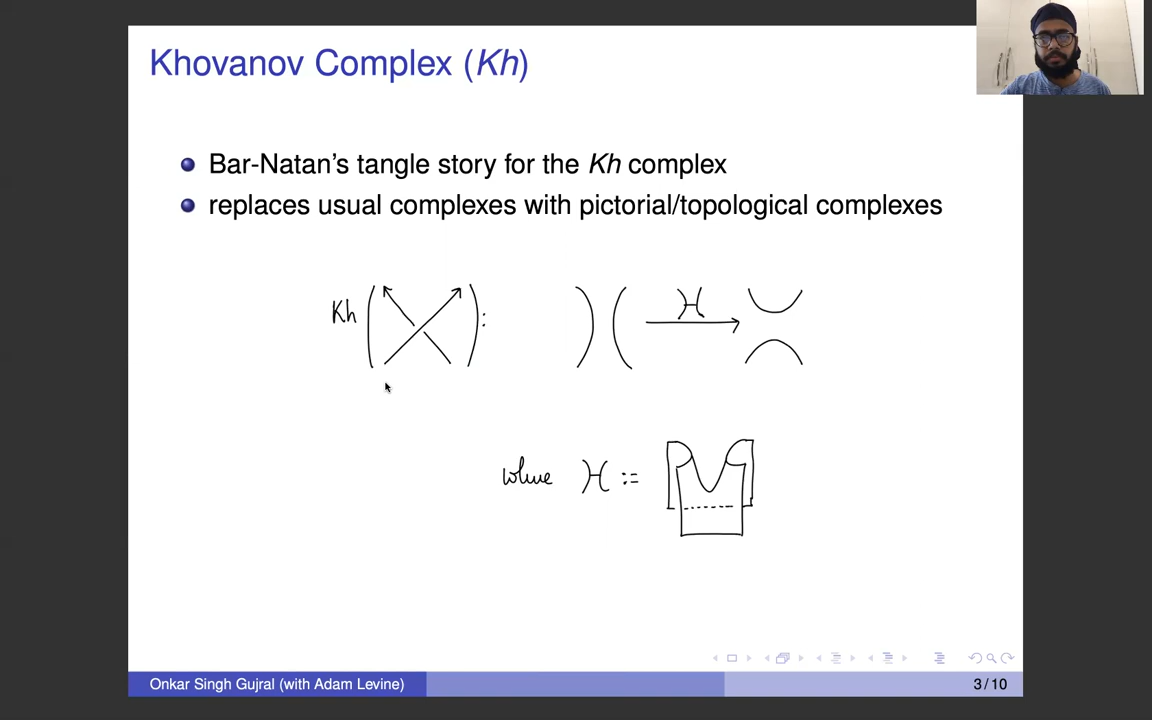 Khovanov Complex (Kh)
Bar-Natan's tangle story for the Kh complex
replaces usual complexes with pictorial/topological complexes
Kh ( ) :
where := 
Onkar Singh Gujral (with Adam Levine)
3 / 10